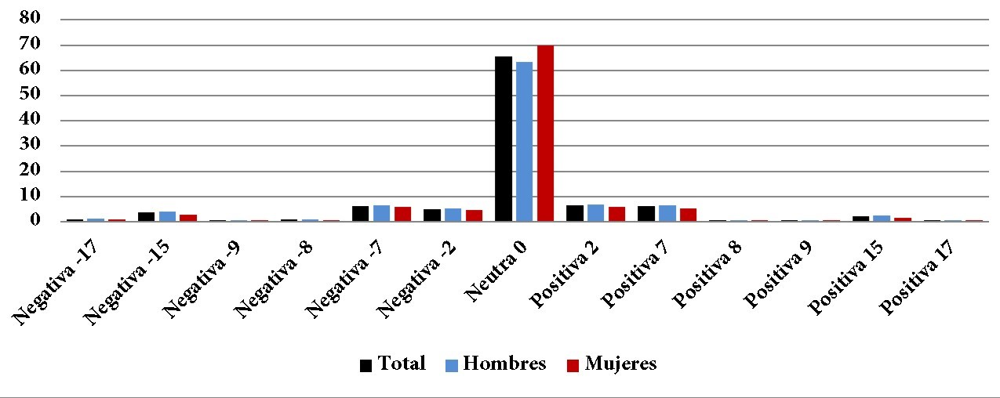 80
70
60
50
40
30
20
10
0
Negativa -17
Negativa -15
Negativa -9
Negativa -8
Negativa -7
Negativa -2
Neutra 0
Positiva 2
Positiva 7
Positiva 8
Positiva 9
Positiva 15
Positiva 17
Total Hombres Mujeres